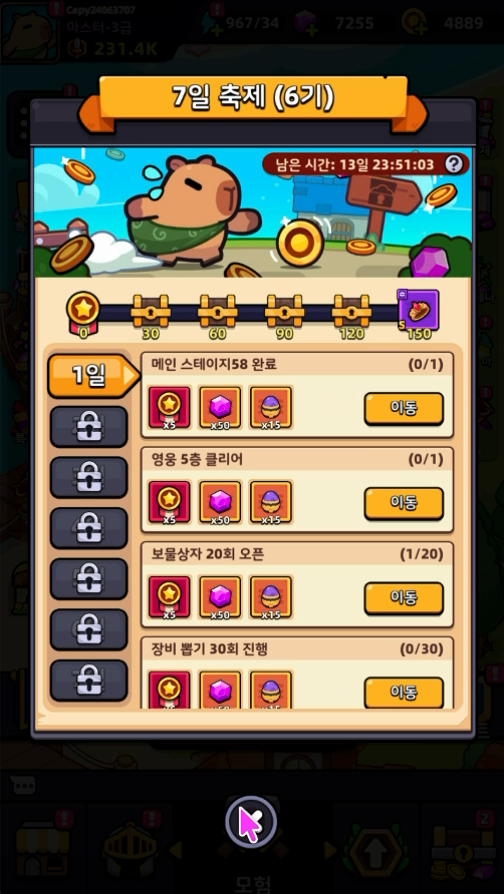 Capy24063707
마스터-3급
231.4K
967/34
7255
4889
7일 축제 (6기)
남은 시간: 13일 23:51:03 ?
0 30 60 90 120 5 150
1일
메인 스테이지58 완료 (0/1)
x5 x50 x15
이동
영웅 5층 클리어 (0/1)
x5 x50 x15
이동
보물상자 20회 오픈 (1/20)
x5 x50 x15
이동
장비 뽑기 30회 진행 (0/30)
이동
2
모험